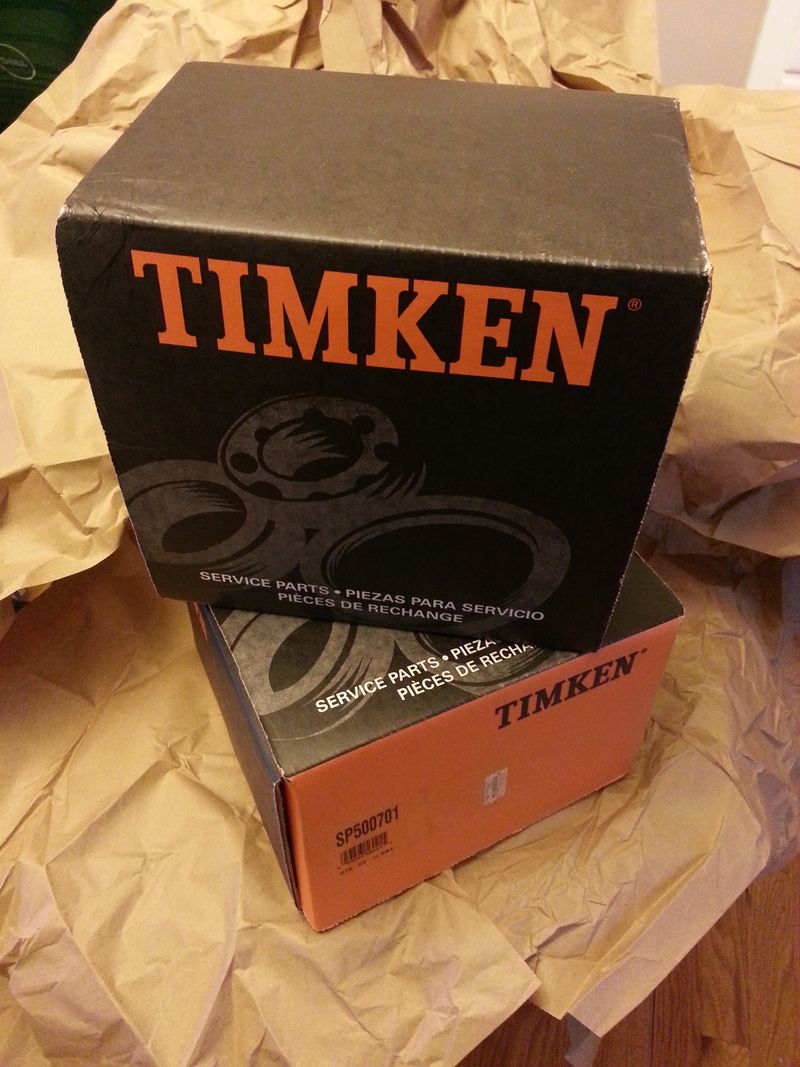 TIMKEN®
SERVICE PARTS • PIEZAS PARA SERVICIO
PIÈCES DE RECHANGE
SERVICE PARTS • PIEZA
PIÈCES DE RECHA
TIMKEN®
SP500701